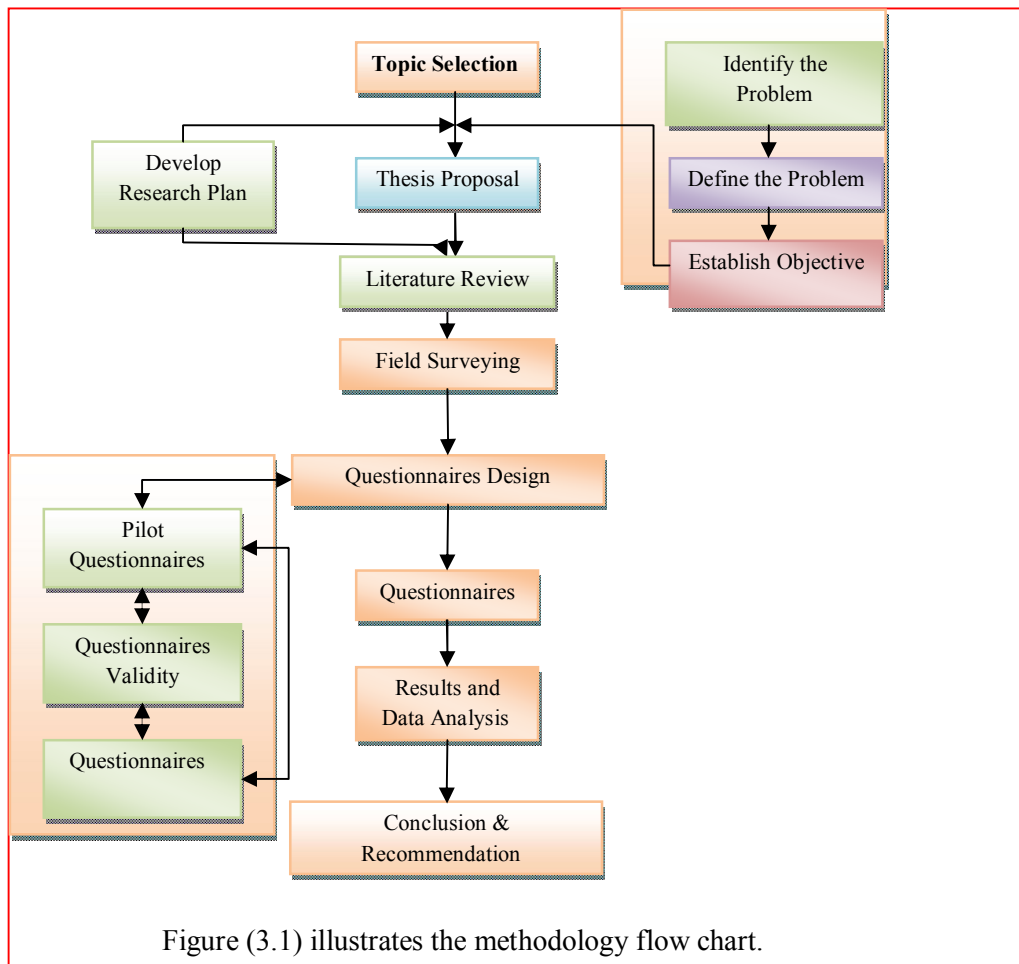 Topic Selection
Identify the
Problem
Develop
Research Plan
Thesis Proposal
Define the Problem
Literature Review
Establish Objective
Field Surveying
Questionnaires Design
Pilot
Questionnaires
Questionnaires
Validity
Questionnaires
Questionnaires
Results and
Data Analysis
Conclusion &
Recommendation
Figure (3.1) illustrates the methodology flow chart.